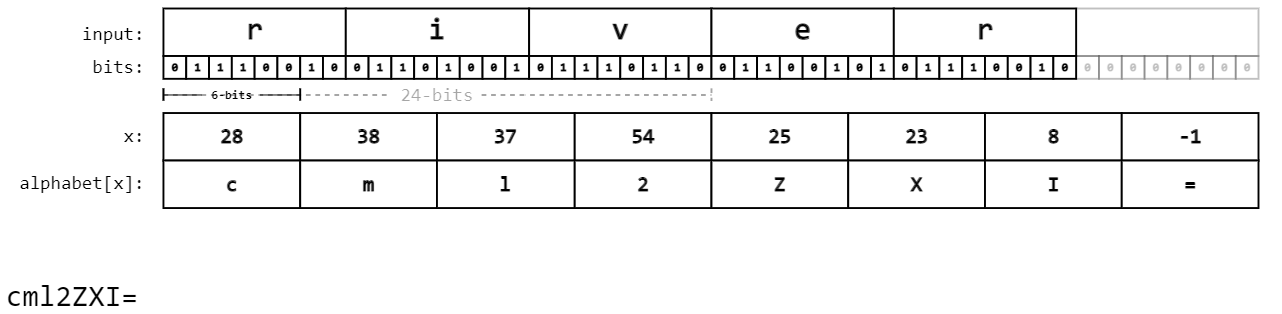 input: r i v e r
bits: 0 1 1 1 0 0 1 0 0 1 1 0 1 0 0 1 0 1 1 1 0 1 1 0 0 1 1 0 0 1 0 1 0 1 1 1 0 0 1 0 0 0 0 0 0 0 0 0
6-bits 24-bits
x: 28 38 37 54 25 23 8 -1
alphabet[x]: c m l 2 Z X I =
cml2ZXI=